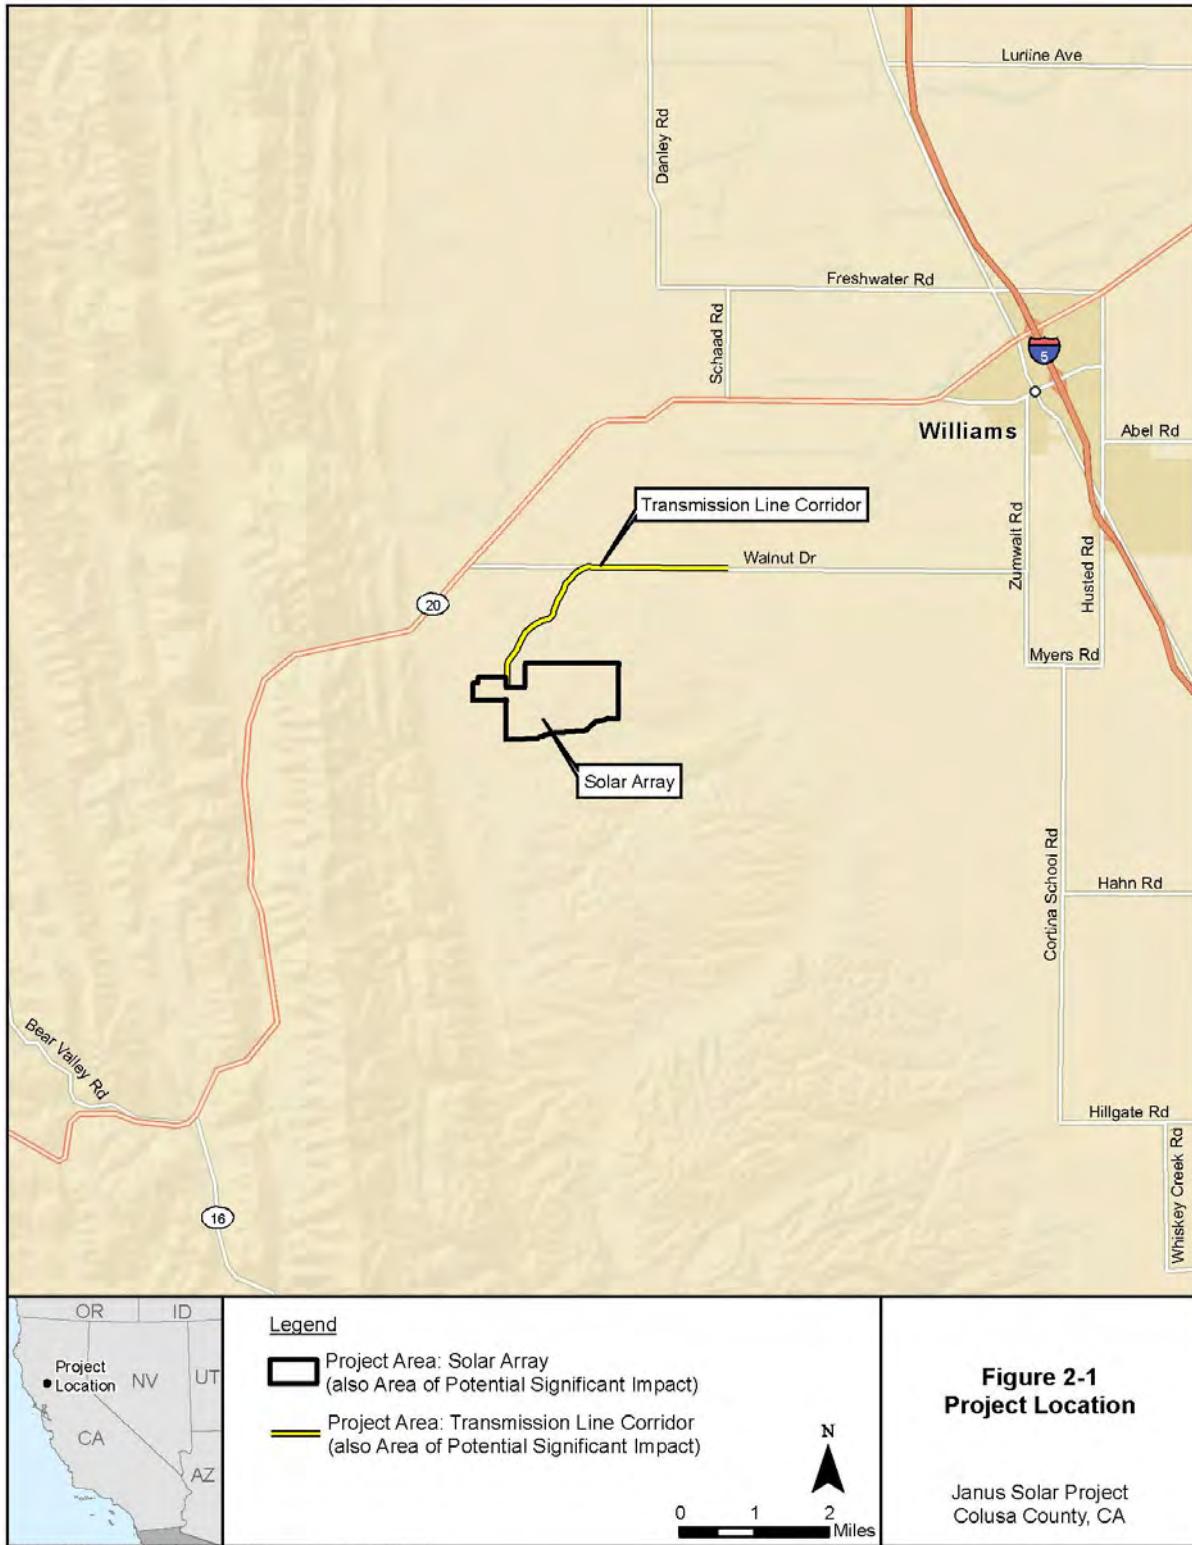 Lurline Ave
Danley Rd
Freshwater Rd
Schaad Rd
5
Williams
Abel Rd
Transmission Line Corridor
Zumwalt Rd
Husted Rd
Walnut Dr
20
Myers Rd
Solar Array
Cortina School Rd
Hahn Rd
Bear Valley Rd
Hillgate Rd
Whiskey Creek Rd
16
OR
ID
Project
Location
NV
UT
CA
AZ
Legend
Project Area: Solar Array
(also Area of Potential Significant Impact)
Project Area: Transmission Line Corridor
(also Area of Potential Significant Impact)
N
0 1 2
Miles
Figure 2-1
Project Location
Janus Solar Project
Colusa County, CA